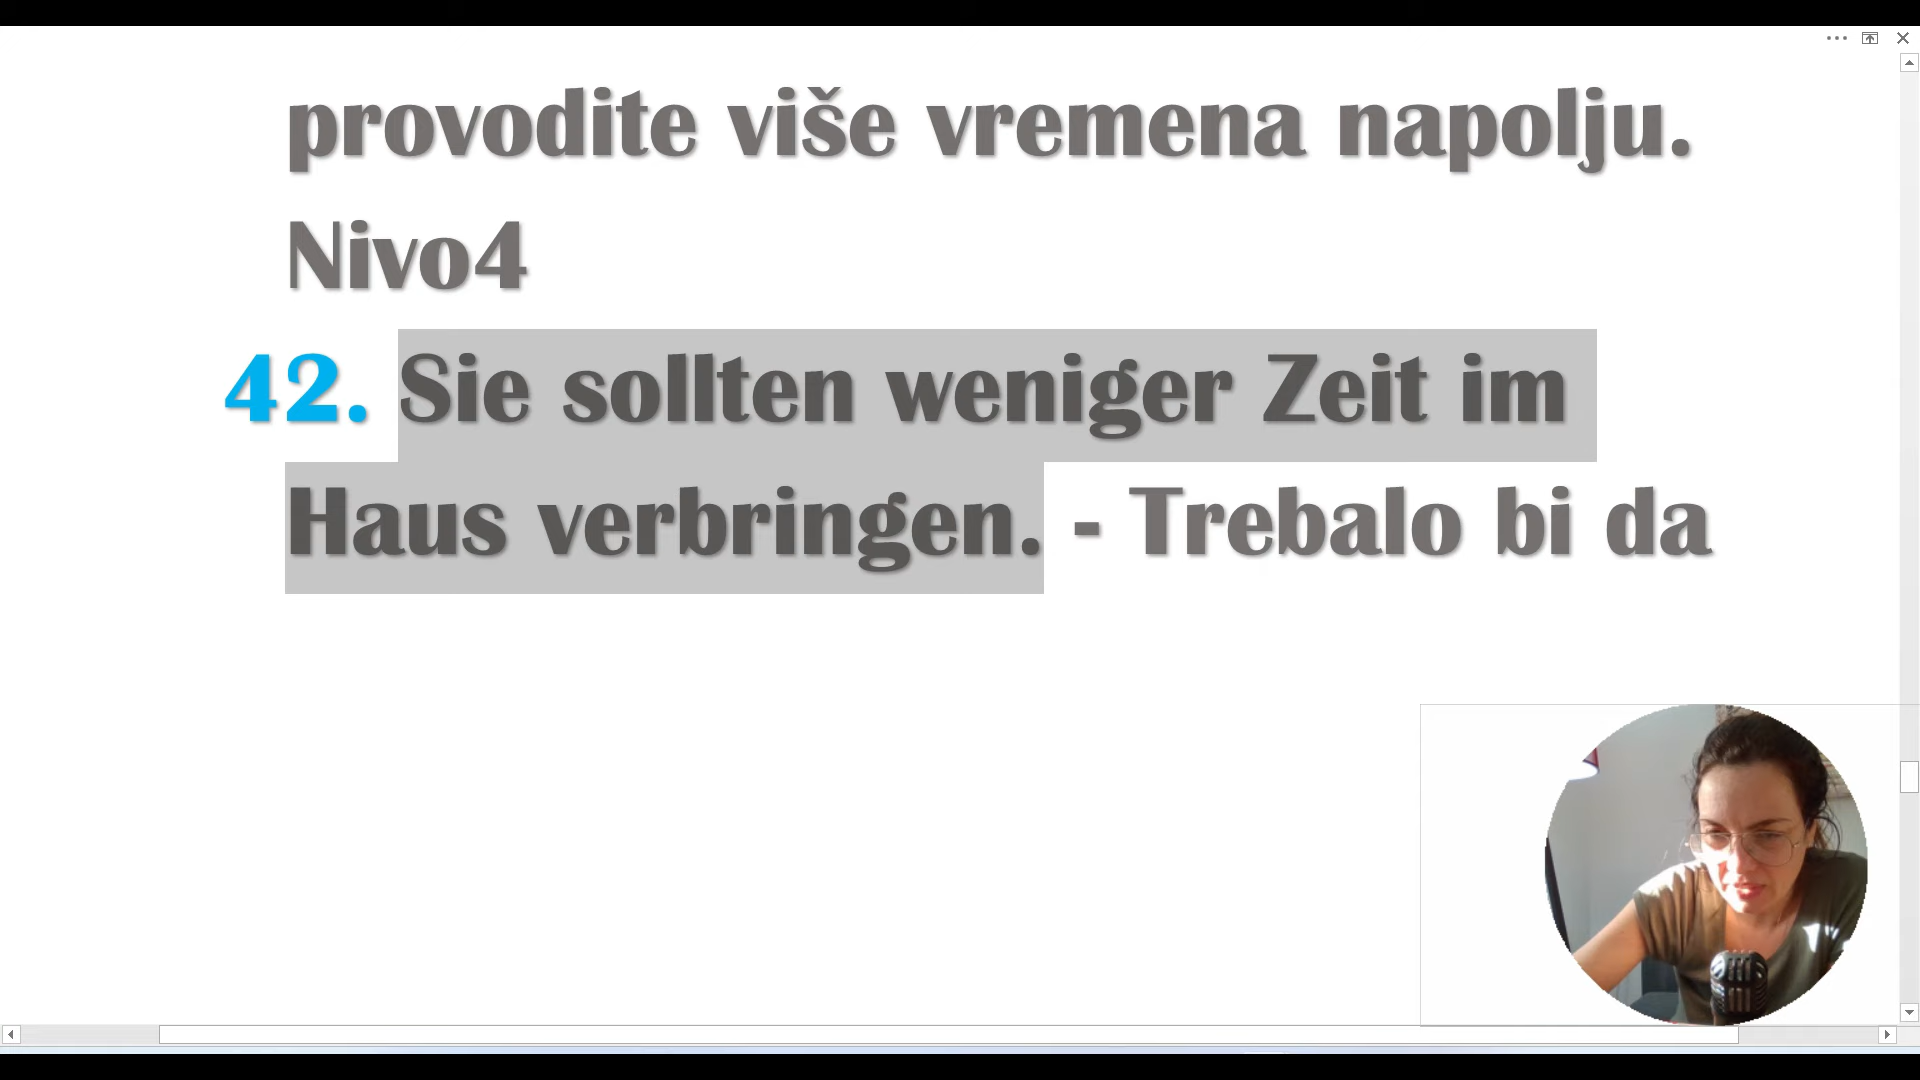 provodite više vremena napolju.
Nivo4
42. Sie sollten weniger Zeit im
Haus verbringen. - Trebalo bi da